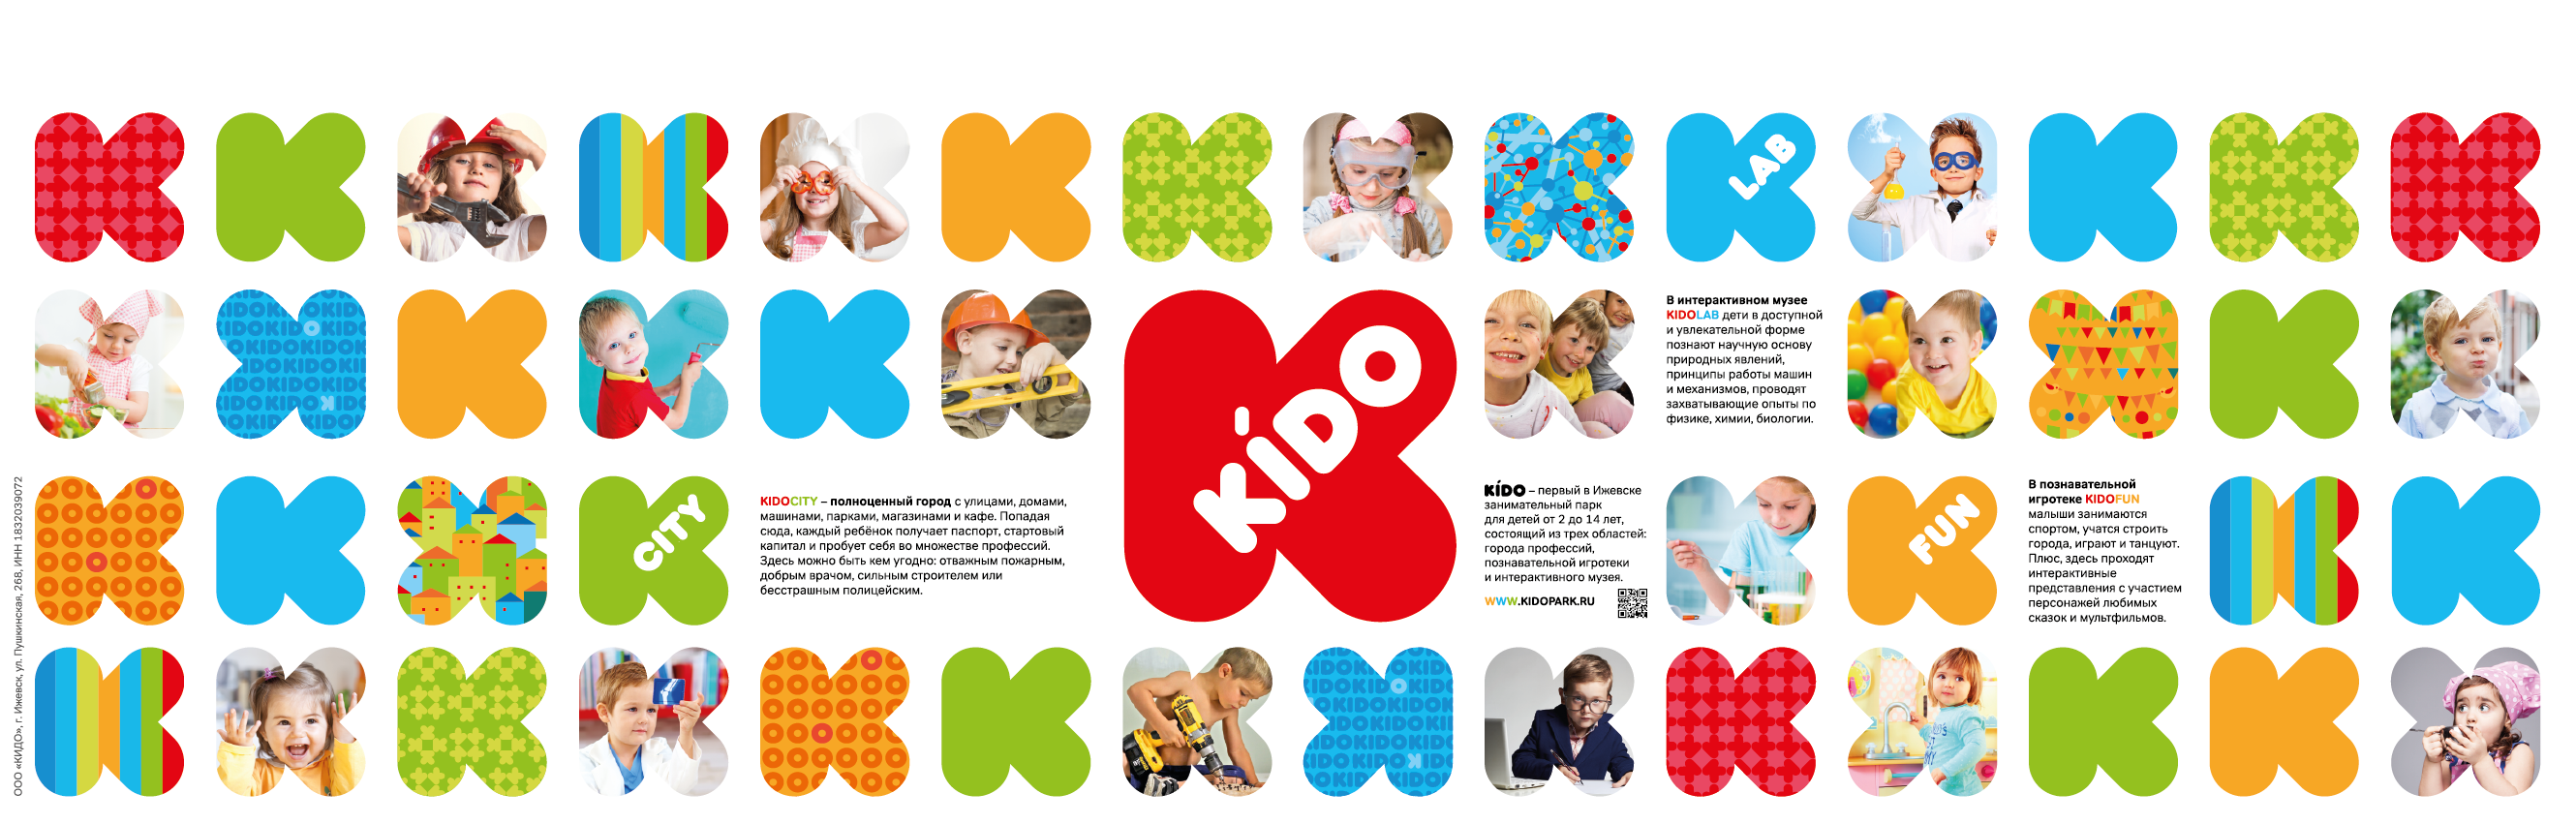 LAB
В интерактивном музее
KIDOLAB дети в доступной
и увлекательной форме
познают научную основу
природных явлений,
принципы работы машин
и механизмов, проводят
захватывающие опыты по
физике, химии, биологии.
KÍDO
CITY
KIDOCITY – полноценный город с улицами, домами,
машинами, парками, магазинами и кафе. Попадая
сюда, каждый ребёнок получает паспорт, стартовый
капитал и пробует себя во множестве профессий.
Здесь можно быть кем угодно: отважным пожарным,
добрым врачом, сильным строителем или
бесстрашным полицейским.
KÍDO – первый в Ижевске
занимательный парк
для детей от 2 до 14 лет,
состоящий из трех областей:
города профессий,
познавательной игротеки
и интерактивного музея.
WWW.KIDOPARK.RU
FUN
В познавательной
игротеке KIDOFUN
малыши занимаются
спортом, учатся строить
города, играют и танцуют.
Плюс, здесь проходят
интерактивные
представления с участием
персонажей любимых
сказок и мультфильмов.
ООО «КИДО», г. Ижевск, ул. Пушкинская, 268, ИНН 1832039072